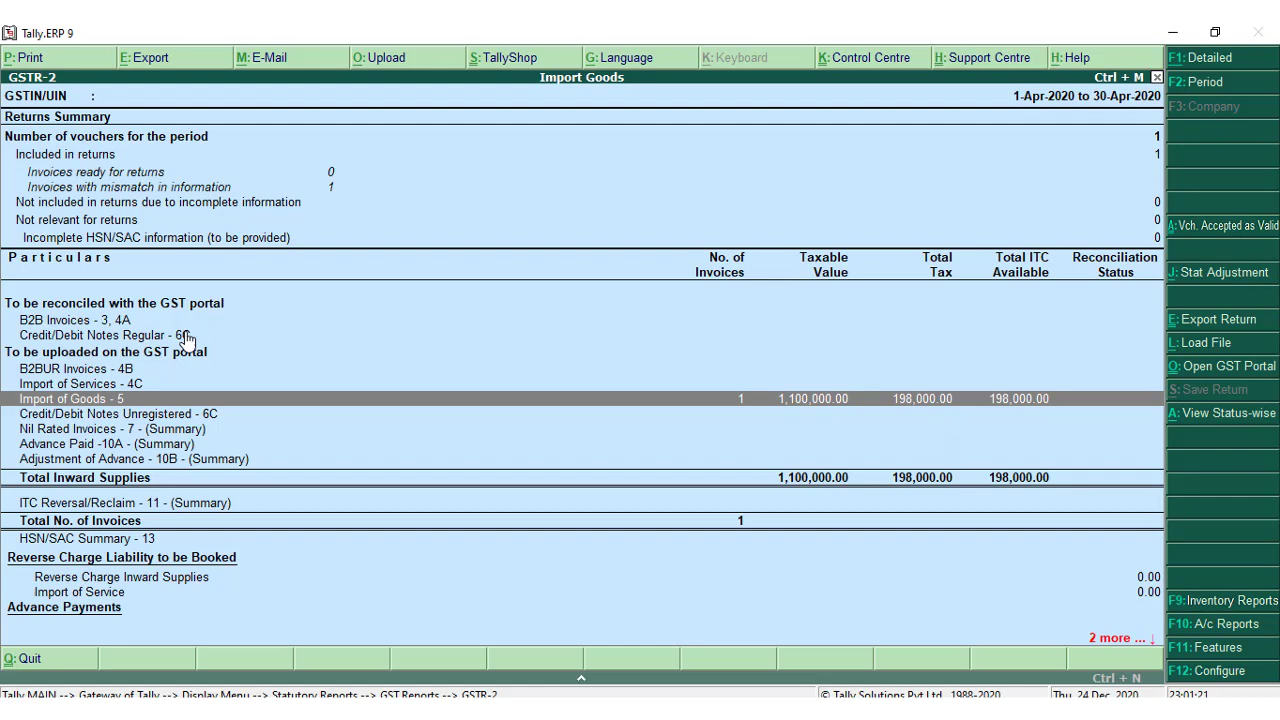 Tally.ERP 9
P: Print E: Export M: E-Mail O: Upload S: TallyShop G: Language K: Keyboard K: Control Centre H: Support Centre H: Help
GSTR-2 Import Goods Ctrl + M
GSTIN/UIN : 1-Apr-2020 to 30-Apr-2020
Returns Summary
Number of vouchers for the period 1
Included in returns 1
Invoices ready for returns 0
Invoices with mismatch in information 1
Not included in returns due to incomplete information 0
Not relevant for returns 0
Incomplete HSN/SAC information (to be provided) 0
Particulars No. of Invoices Taxable Value Total Tax Total ITC Available Reconciliation Status
To be reconciled with the GST portal
B2B Invoices - 3, 4A
Credit/Debit Notes Regular - 6C
To be uploaded on the GST portal
B2BUR Invoices - 4B
Import of Services - 4C
Import of Goods - 5 1 1,100,000.00 198,000.00 198,000.00
Credit/Debit Notes Unregistered - 6C
Nil Rated Invoices - 7 - (Summary)
Advance Paid -10A - (Summary)
Adjustment of Advance - 10B - (Summary)
Total Inward Supplies 1,100,000.00 198,000.00 198,000.00
ITC Reversal/Reclaim - 11 - (Summary)
Total No. of Invoices 1
HSN/SAC Summary - 13
Reverse Charge Liability to be Booked
Reverse Charge Inward Supplies 0.00
Import of Service 0.00
Advance Payments
2 more ... ↓
Q: Quit
Ctrl + N
Tally MAIN --> Gateway of Tally --> Display Menu --> Statutory Reports --> GST Reports --> GSTR-2 © Tally Solutions Pvt Ltd., 1988-2020 Thu, 24 Dec, 2020 23:01:21
F1: Detailed
F2: Period
F3: Company
A: Vch. Accepted as Valid
J: Stat Adjustment
E: Export Return
L: Load File
O: Open GST Portal
S: Save Return
A: View Status-wise
F9: Inventory Reports
F10: A/c Reports
F11: Features
F12: Configure